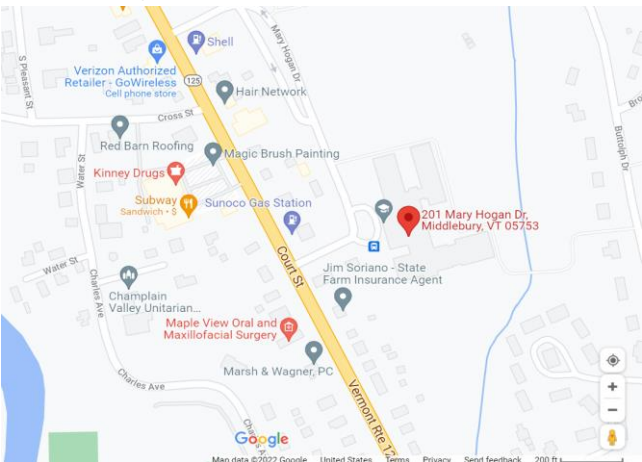 Mary Hogan Dr
Shell
S Pleasant St
Verizon Authorized
Retailer - GoWireless
Cell phone store
125
Hair Network
Cross St
Buttolph Dr
Red Barn Roofing
Magic Brush Painting
Water St
Kinney Drugs
Subway
Sandwich • $
Sunoco Gas Station
201 Mary Hogan Dr,
Middlebury, VT 05753
Court St
Water St
Charles Ave
Jim Soriano - State
Farm Insurance Agent
Champlain
Valley Unitarian...
Maple View Oral and
Maxillofacial Surgery
Marsh & Wagner, PC
Charles Ave
Vermont Rte 12
Google
Map data ©2022 Google United States Terms Privacy Send feedback 200 ft